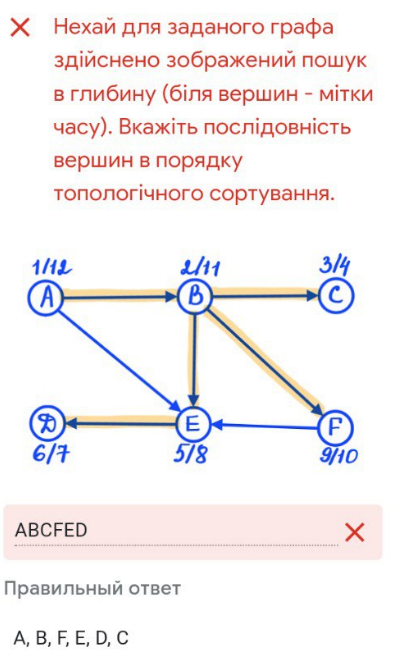 Нехай для заданого графа
здійснено зображений пошук
в глибину (біля вершин - мітки
часу). Вкажіть послідовність
вершин в порядку
топологічного сортування.
1/12 2/11 3/4
A B C
D E F
6/7 5/8 9/10
ABCFED
Правильный ответ
A, B, F, E, D, C